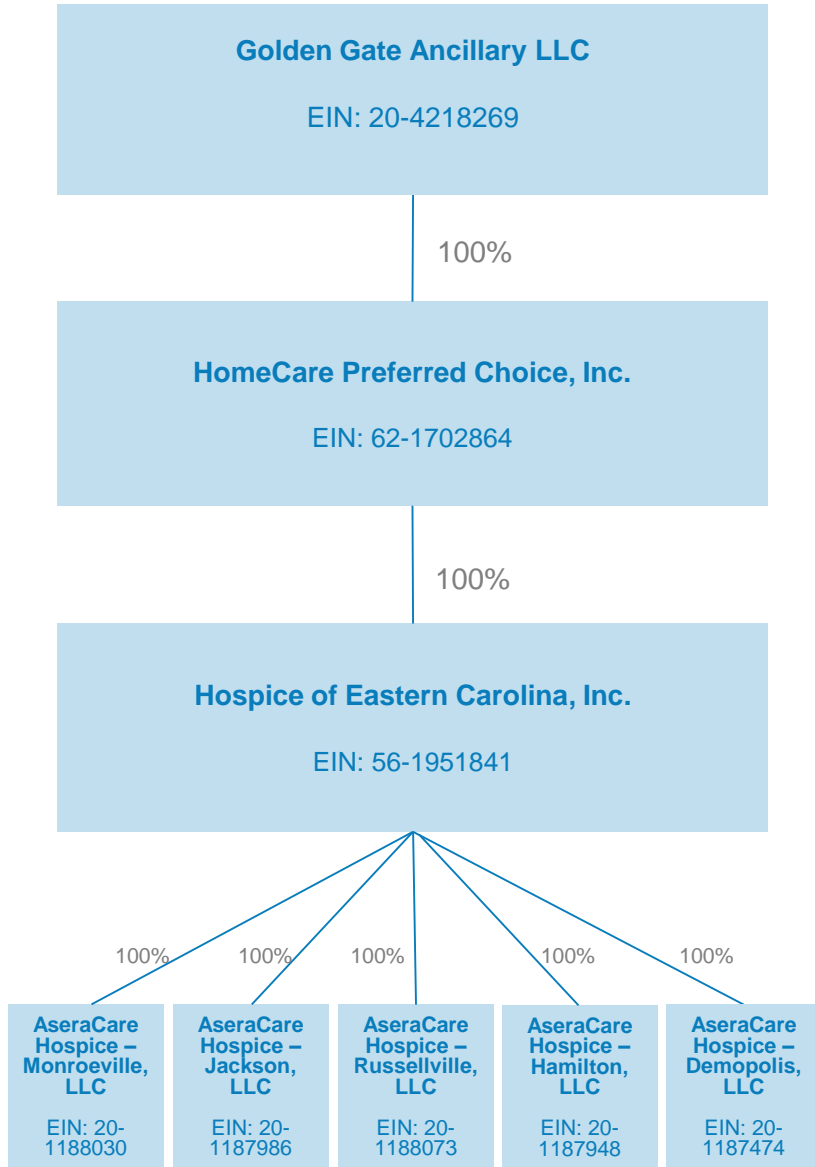 Golden Gate Ancillary LLC
EIN: 20-4218269
100%
HomeCare Preferred Choice, Inc.
EIN: 62-1702864
100%
Hospice of Eastern Carolina, Inc.
EIN: 56-1951841
100%
100%
100%
100%
100%
AseraCare
Hospice –
Monroeville,
LLC
EIN: 20-
1188030
AseraCare
Hospice –
Jackson,
LLC
EIN: 20-
1187986
AseraCare
Hospice –
Russellville,
LLC
EIN: 20-
1188073
AseraCare
Hospice –
Hamilton,
LLC
EIN: 20-
1187948
AseraCare
Hospice –
Demopolis,
LLC
EIN: 20-
1187474